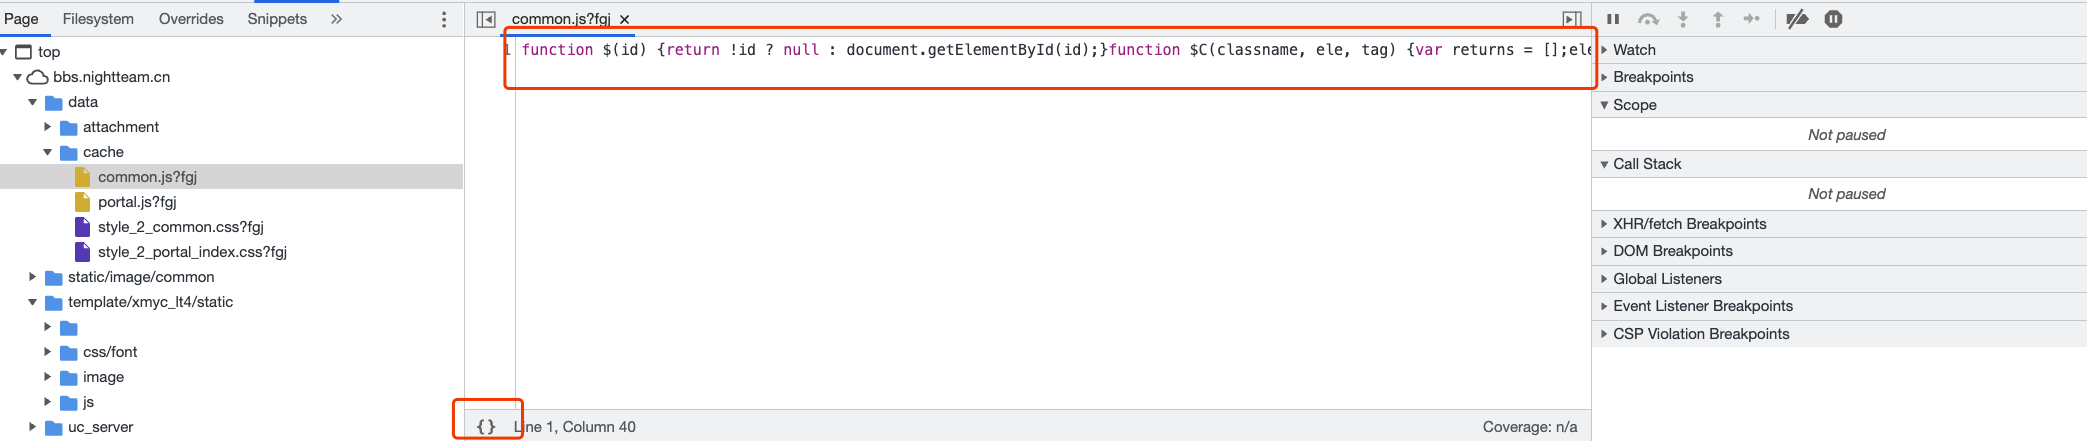 Page Filesystem Overrides Snippets »
top
bbs.nightteam.cn
data
attachment
cache
common.js?fgj
portal.js?fgj
style_2_common.css?fgj
style_2_portal_index.css?fgj
static/image/common
template/xmyc_lt4/static
css/font
image
js
uc_server
common.js?fgj ×
1 function $(id) {return !id ? null : document.getElementById(id);}function $C(classname, ele, tag) {var returns = [];ele
{} Line 1, Column 40 Coverage: n/a
Watch
Breakpoints
Scope
Not paused
Call Stack
Not paused
XHR/fetch Breakpoints
DOM Breakpoints
Global Listeners
Event Listener Breakpoints
CSP Violation Breakpoints